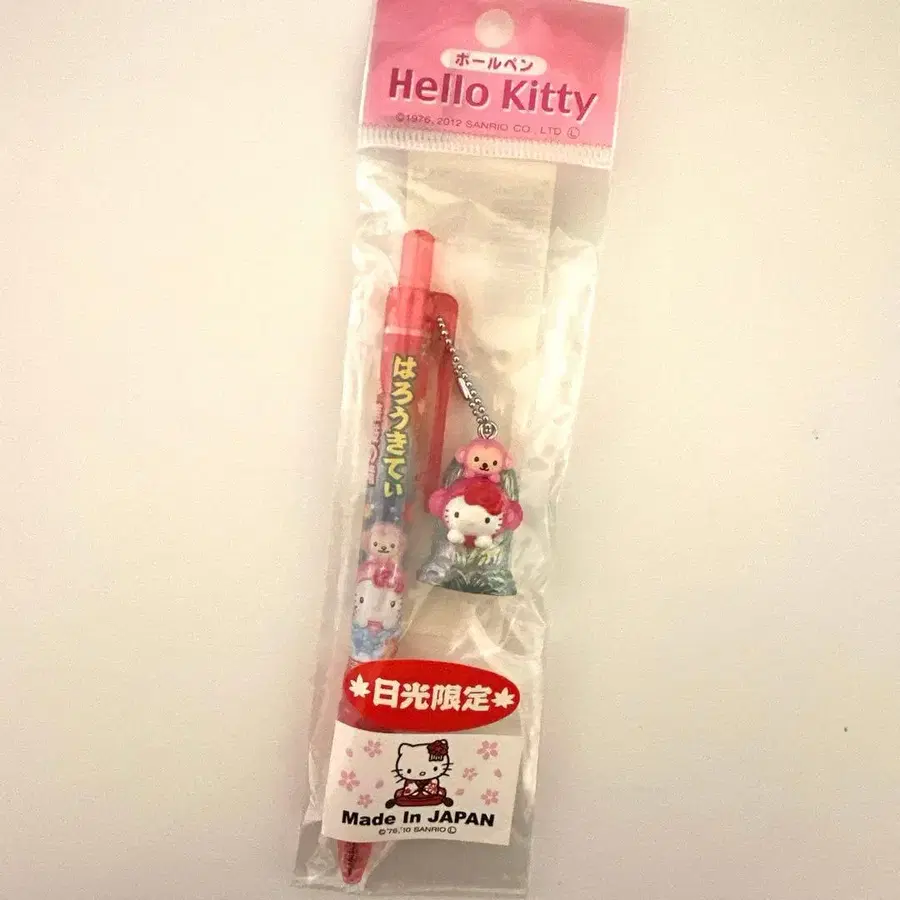 ボールペン
Hello Kitty
©1976, 2012 SANRIO CO., LTD Ⓛ
はろうきてぃ
日光限定
Made In JAPAN
©'76,'10 SANRIO Ⓛ